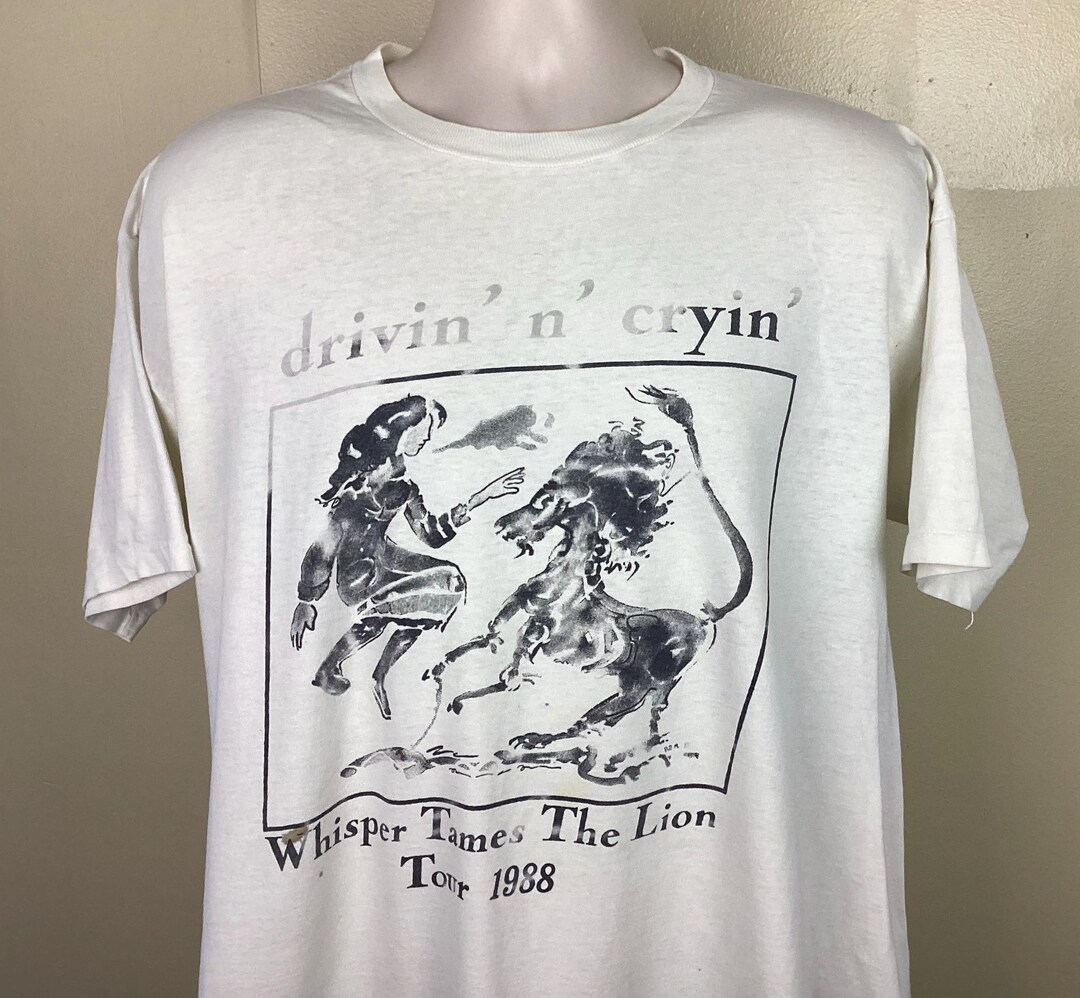 drivin' n' cryin'
Whisper Tames The Lion
Tour 1988